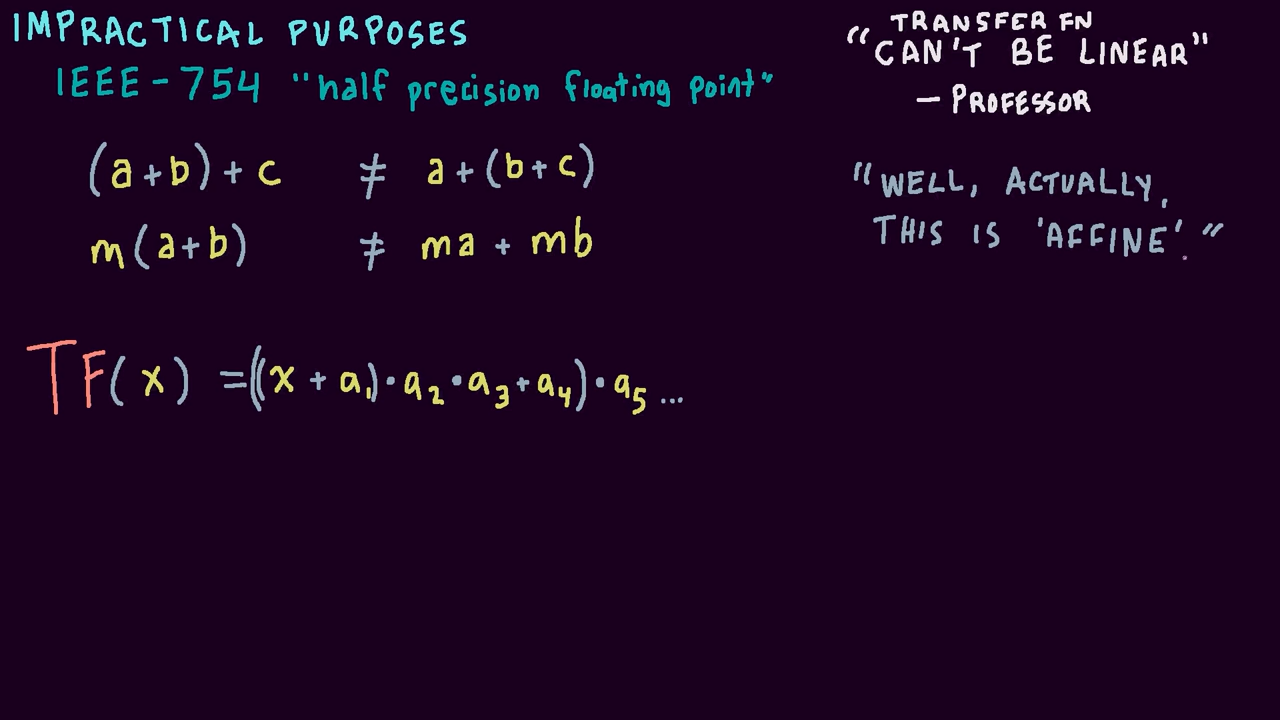 IMPRACTICAL PURPOSES
IEEE-754 "half precision floating point"
(a+b)+c ≠ a+(b+c)
m(a+b) ≠ ma + mb
TF(x) =((x + a₁)·a₂·a₃+a₄)·a₅...
TRANSFER FN
"CAN'T BE LINEAR"
— PROFESSOR
"WELL, ACTUALLY,
THIS IS 'AFFINE'."